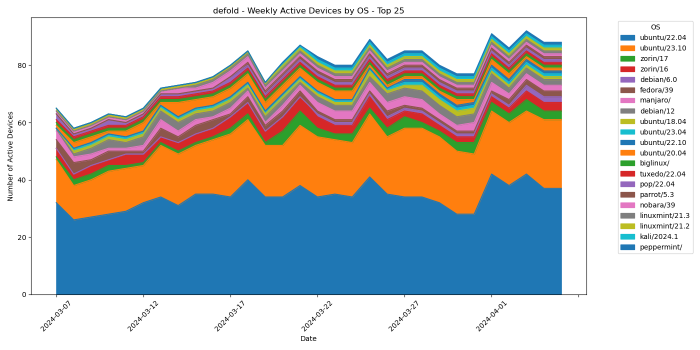 defold - Weekly Active Devices by OS - Top 25
Number of Active Devices
80
60
40
20
0
2024-03-07
2024-03-12
2024-03-17
2024-03-22
2024-03-27
2024-04-01
Date
OS
ubuntu/22.04
ubuntu/23.10
zorin/17
zorin/16
debian/6.0
fedora/39
manjaro/
debian/12
ubuntu/18.04
ubuntu/23.04
ubuntu/22.10
ubuntu/20.04
biglinux/
tuxedo/22.04
pop/22.04
parrot/5.3
nobara/39
linuxmint/21.3
linuxmint/21.2
kali/2024.1
peppermint/